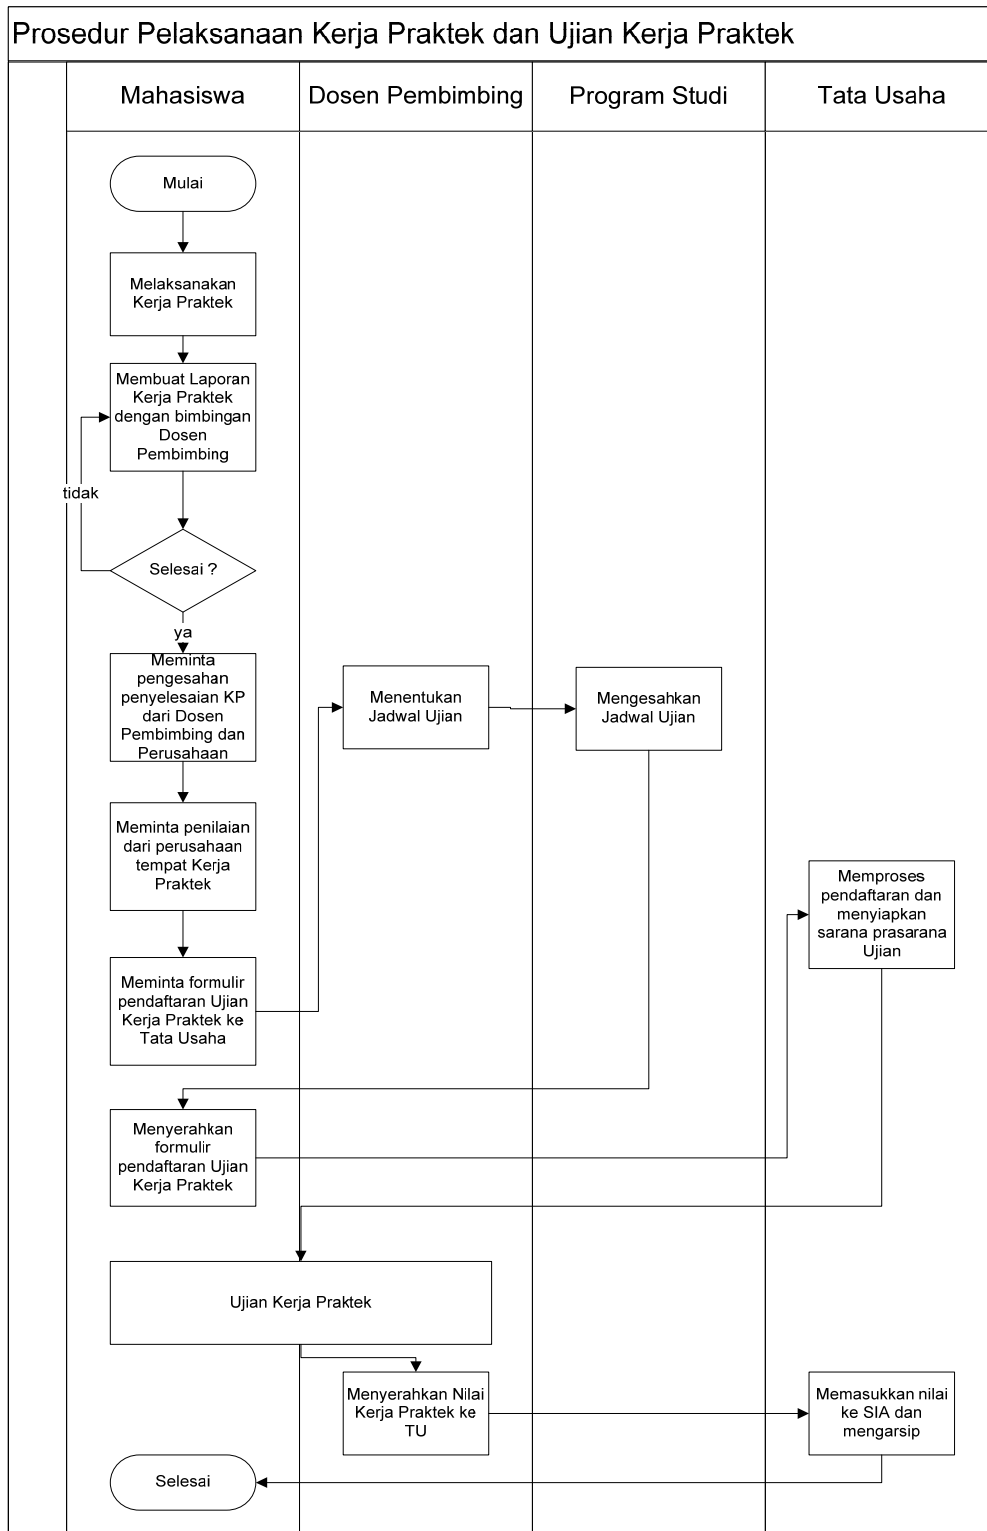 Prosedur Pelaksanaan Kerja Praktek dan Ujian Kerja Praktek
Mahasiswa
Dosen Pembimbing
Program Studi
Tata Usaha
Mulai
Melaksanakan
Kerja Praktek
Membuat Laporan
Kerja Praktek
dengan bimbingan
Dosen
Pembimbing
tidak
Selesai ?
ya
Meminta
pengesahan
penyelesaian KP
dari Dosen
Pembimbing dan
Perusahaan
Menentukan
Jadwal Ujian
Mengesahkan
Jadwal Ujian
Meminta penilaian
dari perusahaan
tempat Kerja
Praktek
Memproses
pendaftaran dan
menyiapkan
sarana prasarana
Ujian
Meminta formulir
pendaftaran Ujian
Kerja Praktek ke
Tata Usaha
Menyerahkan
formulir
pendaftaran Ujian
Kerja Praktek
Ujian Kerja Praktek
Menyerahkan Nilai
Kerja Praktek ke
TU
Memasukkan nilai
ke SIA dan
mengarsip
Selesai